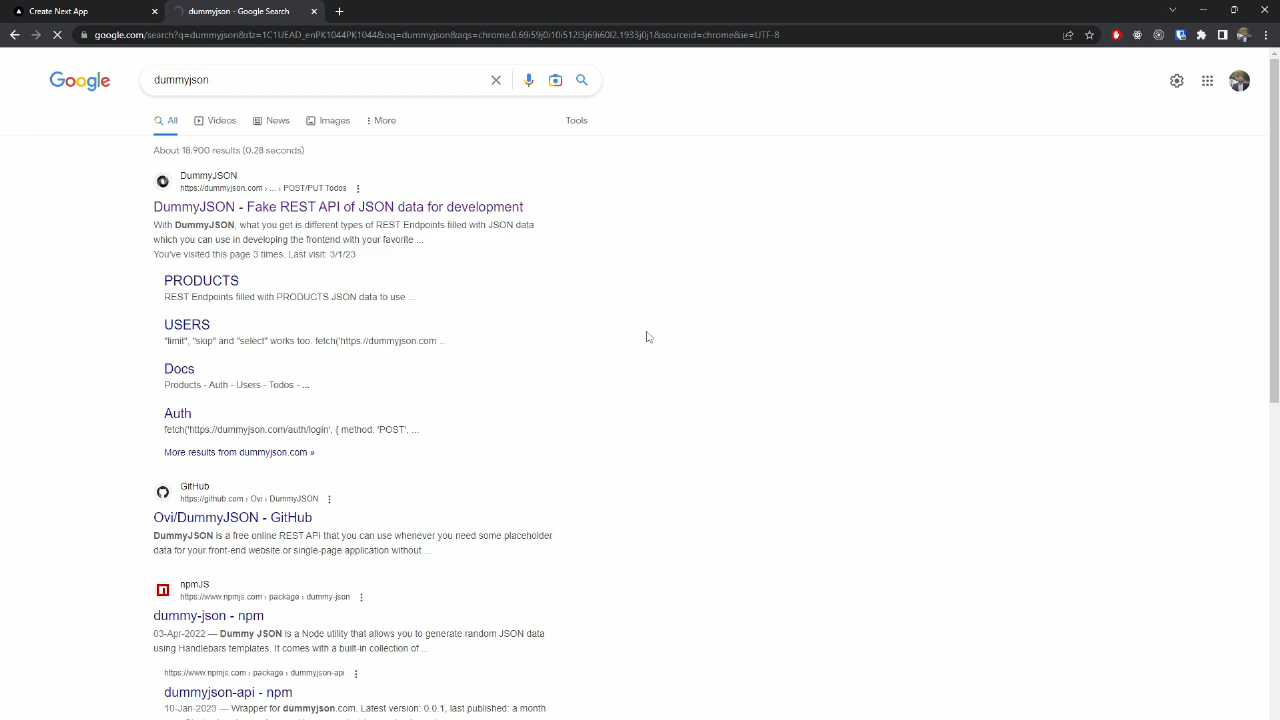 Create Next App
dummyjson - Google Search
google.com/search?q=dummyjson&rlz=1C1UEAD_enPK1044PK1044&oq=dummyjson&aqs=chrome.0.69i59j0i10i512l3j69i60l2.1933j0j1&sourceid=chrome&ie=UTF-8
Google
dummyjson
All
Videos
News
Images
More
Tools
About 18,900 results (0.28 seconds)
DummyJSON
https://dummyjson.com › ... › POST/PUT Todos
DummyJSON - Fake REST API of JSON data for development
With DummyJSON, what you get is different types of REST Endpoints filled with JSON data
which you can use in developing the frontend with your favorite ...
You've visited this page 3 times. Last visit: 3/1/23
PRODUCTS
REST Endpoints filled with PRODUCTS JSON data to use ...
USERS
"limit", "skip" and "select" works too. fetch('https://dummyjson.com ...
Docs
Products - Auth - Users - Todos - ...
Auth
fetch('https://dummyjson.com/auth/login', { method: 'POST', ...
More results from dummyjson.com »
GitHub
https://github.com › Ovi › DummyJSON
Ovi/DummyJSON - GitHub
DummyJSON is a free online REST API that you can use whenever you need some placeholder
data for your front-end website or single-page application without ...
npmJS
https://www.npmjs.com › package › dummy-json
dummy-json - npm
03-Apr-2022 — Dummy JSON is a Node utility that allows you to generate random JSON data
using Handlebars templates. It comes with a built-in collection of ...
https://www.npmjs.com › package › dummyjson-api
dummyjson-api - npm
10-Jan-2023 — Wrapper for dummyjson.com. Latest version: 0.0.1, last published: a month